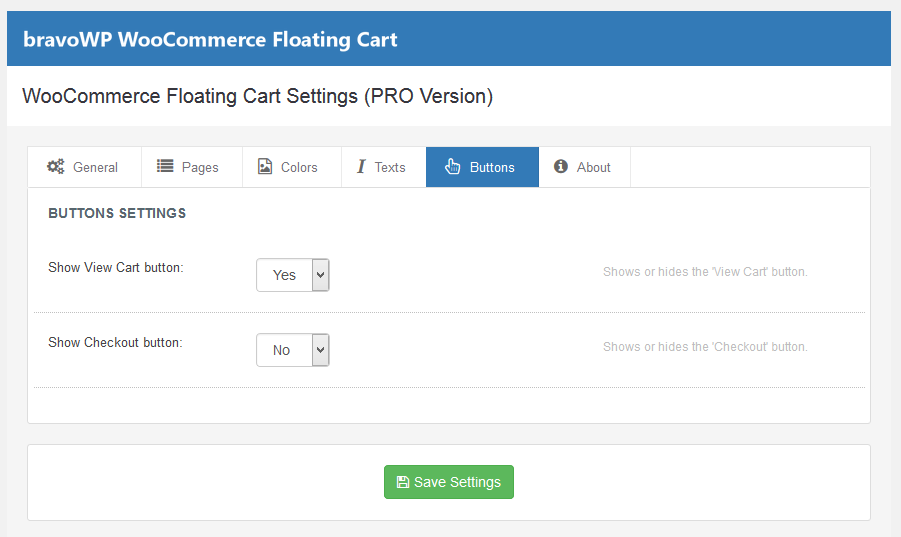 bravoWP WooCommerce Floating Cart
WooCommerce Floating Cart Settings (PRO Version)
General Pages Colors Texts Buttons About
BUTTONS SETTINGS
Show View Cart button: Yes Shows or hides the 'View Cart' button.
Show Checkout button: No Shows or hides the 'Checkout' button.
Save Settings